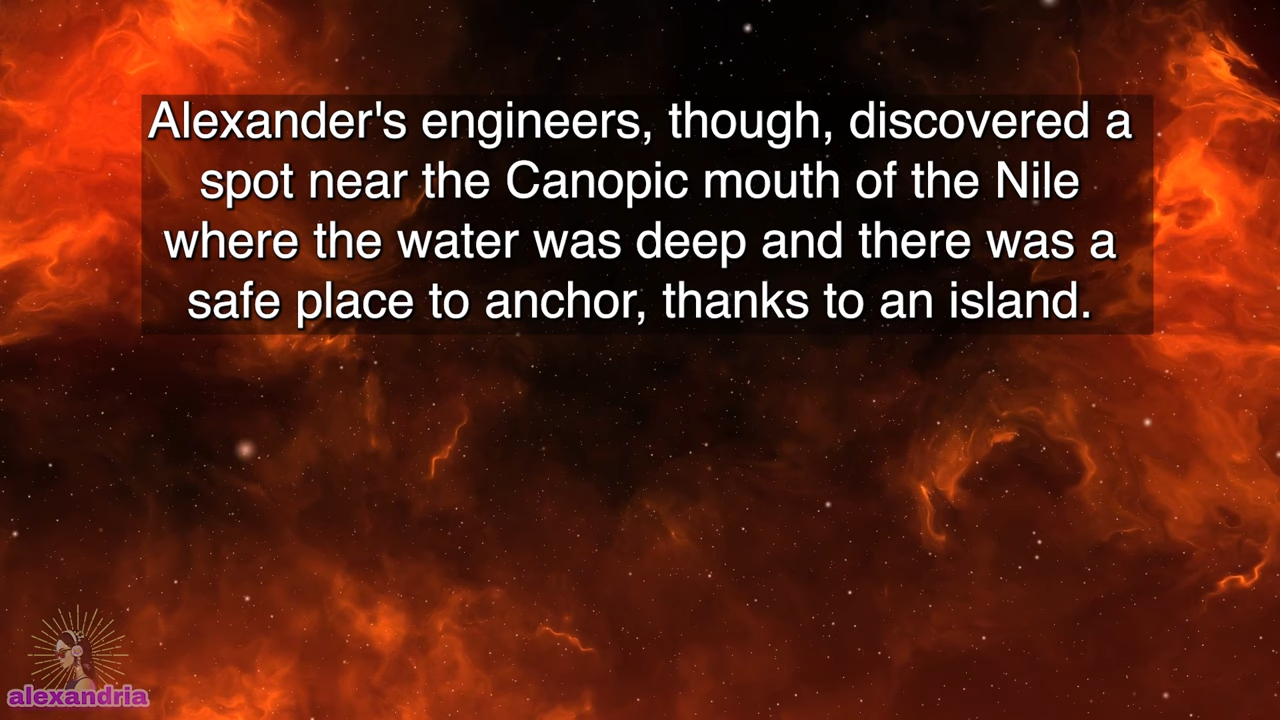 Alexander's engineers, though, discovered a
spot near the Canopic mouth of the Nile
where the water was deep and there was a
safe place to anchor, thanks to an island.
alexandria